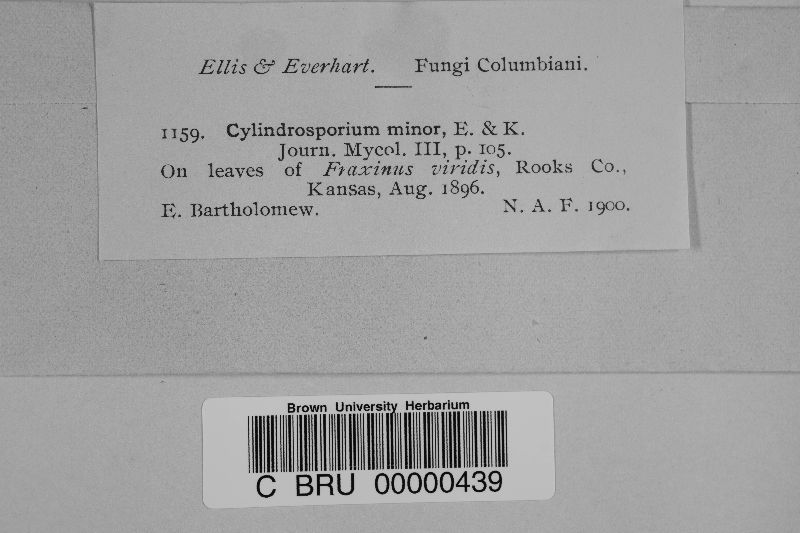 Ellis & Everhart. Fungi Columbiani.
1159. Cylindrosporium minor, E. & K.
Journ. Mycol. III, p. 105.
On leaves of Fraxinus viridis, Rooks Co.,
Kansas, Aug. 1896.
E. Bartholomew. N. A. F. 1900.
Brown University Herbarium
C BRU 00000439